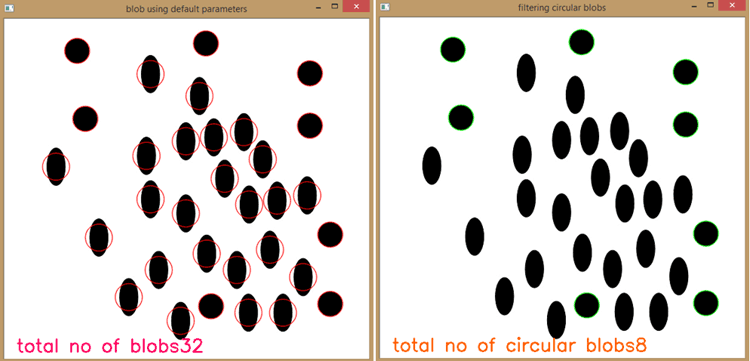 blob using default parameters
filtering circular blobs
total no of blobs32
total no of circular blobs8